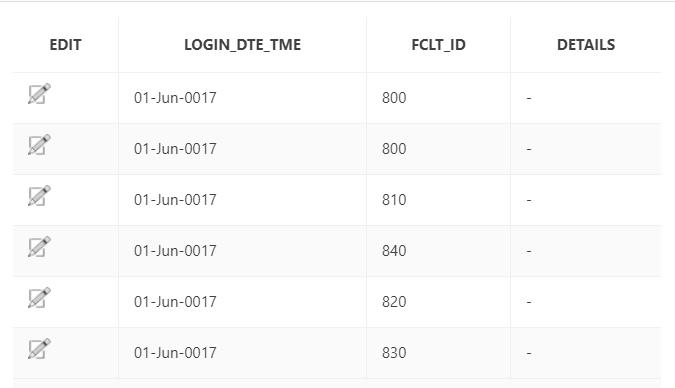 EDIT LOGIN_DTE_TME FCLT_ID DETAILS
01-Jun-0017 800 -
01-Jun-0017 800 -
01-Jun-0017 810 -
01-Jun-0017 840 -
01-Jun-0017 820 -
01-Jun-0017 830 -